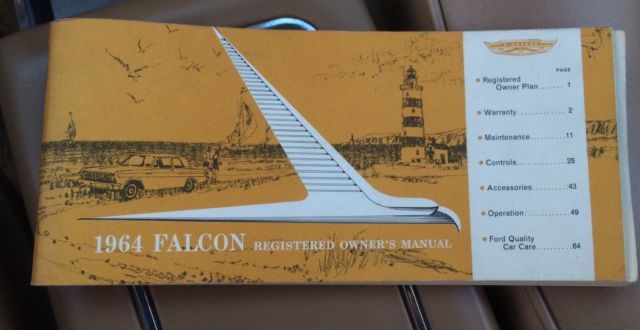 PAGE
Registered
Owner Plan....... 1
Warranty............. 2
Maintenance...........11
Controls..............25
Accessories..........43
Operation............49
Ford Quality
Car Care..........64
1964 FALCON REGISTERED OWNER'S MANUAL